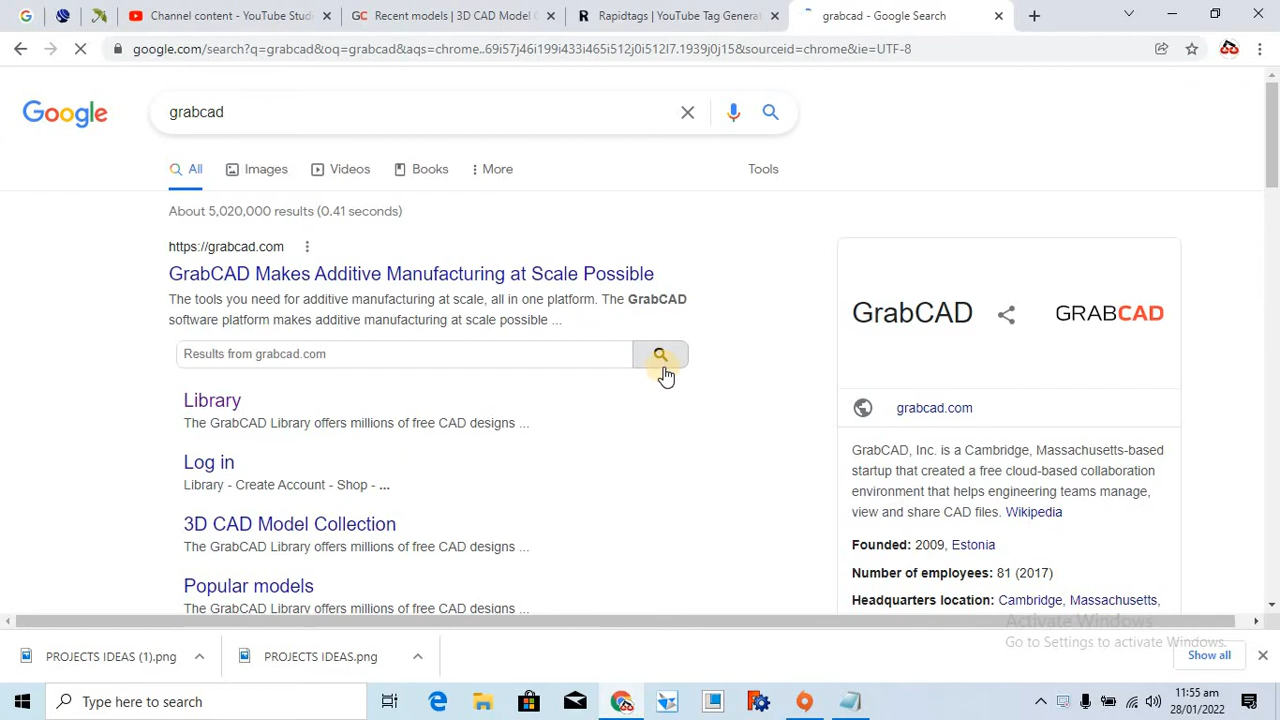 Channel content - YouTube Stud
Recent models | 3D CAD Model C
Rapidtags | YouTube Tag Genera
grabcad - Google Search
google.com/search?q=grabcad&oq=grabcad&aqs=chrome..69i57j46i199i433i465i512j0i512l7.1939j0j15&sourceid=chrome&ie=UTF-8
Google
grabcad
All
Images
Videos
Books
More
Tools
About 5,020,000 results (0.41 seconds)
https://grabcad.com
GrabCAD Makes Additive Manufacturing at Scale Possible
The tools you need for additive manufacturing at scale, all in one platform. The GrabCAD
software platform makes additive manufacturing at scale possible ...
Results from grabcad.com
Library
The GrabCAD Library offers millions of free CAD designs ...
Log in
Library - Create Account - Shop - ...
3D CAD Model Collection
The GrabCAD Library offers millions of free CAD designs ...
Popular models
The GrabCAD Library offers millions of free CAD designs ...
GrabCAD
GRABCAD
grabcad.com
GrabCAD, Inc. is a Cambridge, Massachusetts-based
startup that created a free cloud-based collaboration
environment that helps engineering teams manage,
view and share CAD files. Wikipedia
Founded: 2009, Estonia
Number of employees: 81 (2017)
Headquarters location: Cambridge, Massachusetts,
Activate Windows
Go to Settings to activate Windows.
PROJECTS IDEAS (1).png
PROJECTS IDEAS.png
Show all
Type here to search
11:55 am
28/01/2022